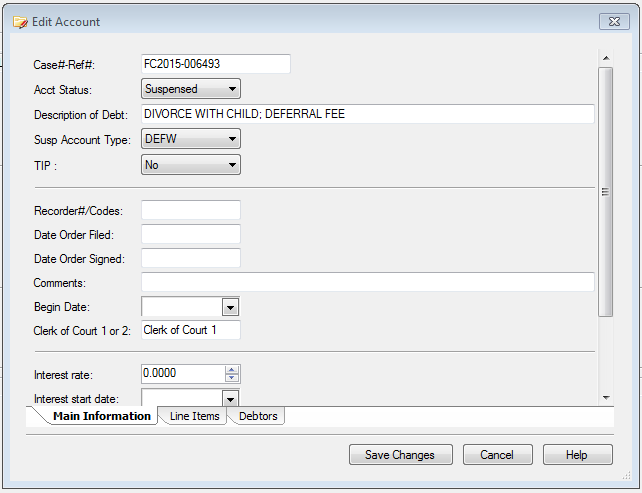 Edit Account
Case#-Ref#: FC2015-006493
Acct Status: Suspensed
Description of Debt: DIVORCE WITH CHILD; DEFERRAL FEE
Susp Account Type: DEFW
TIP : No
Recorder#/Codes:
Date Order Filed:
Date Order Signed:
Comments:
Begin Date:
Clerk of Court 1 or 2: Clerk of Court 1
Interest rate: 0.0000
Interest start date:
Main Information Line Items Debtors
Save Changes Cancel Help